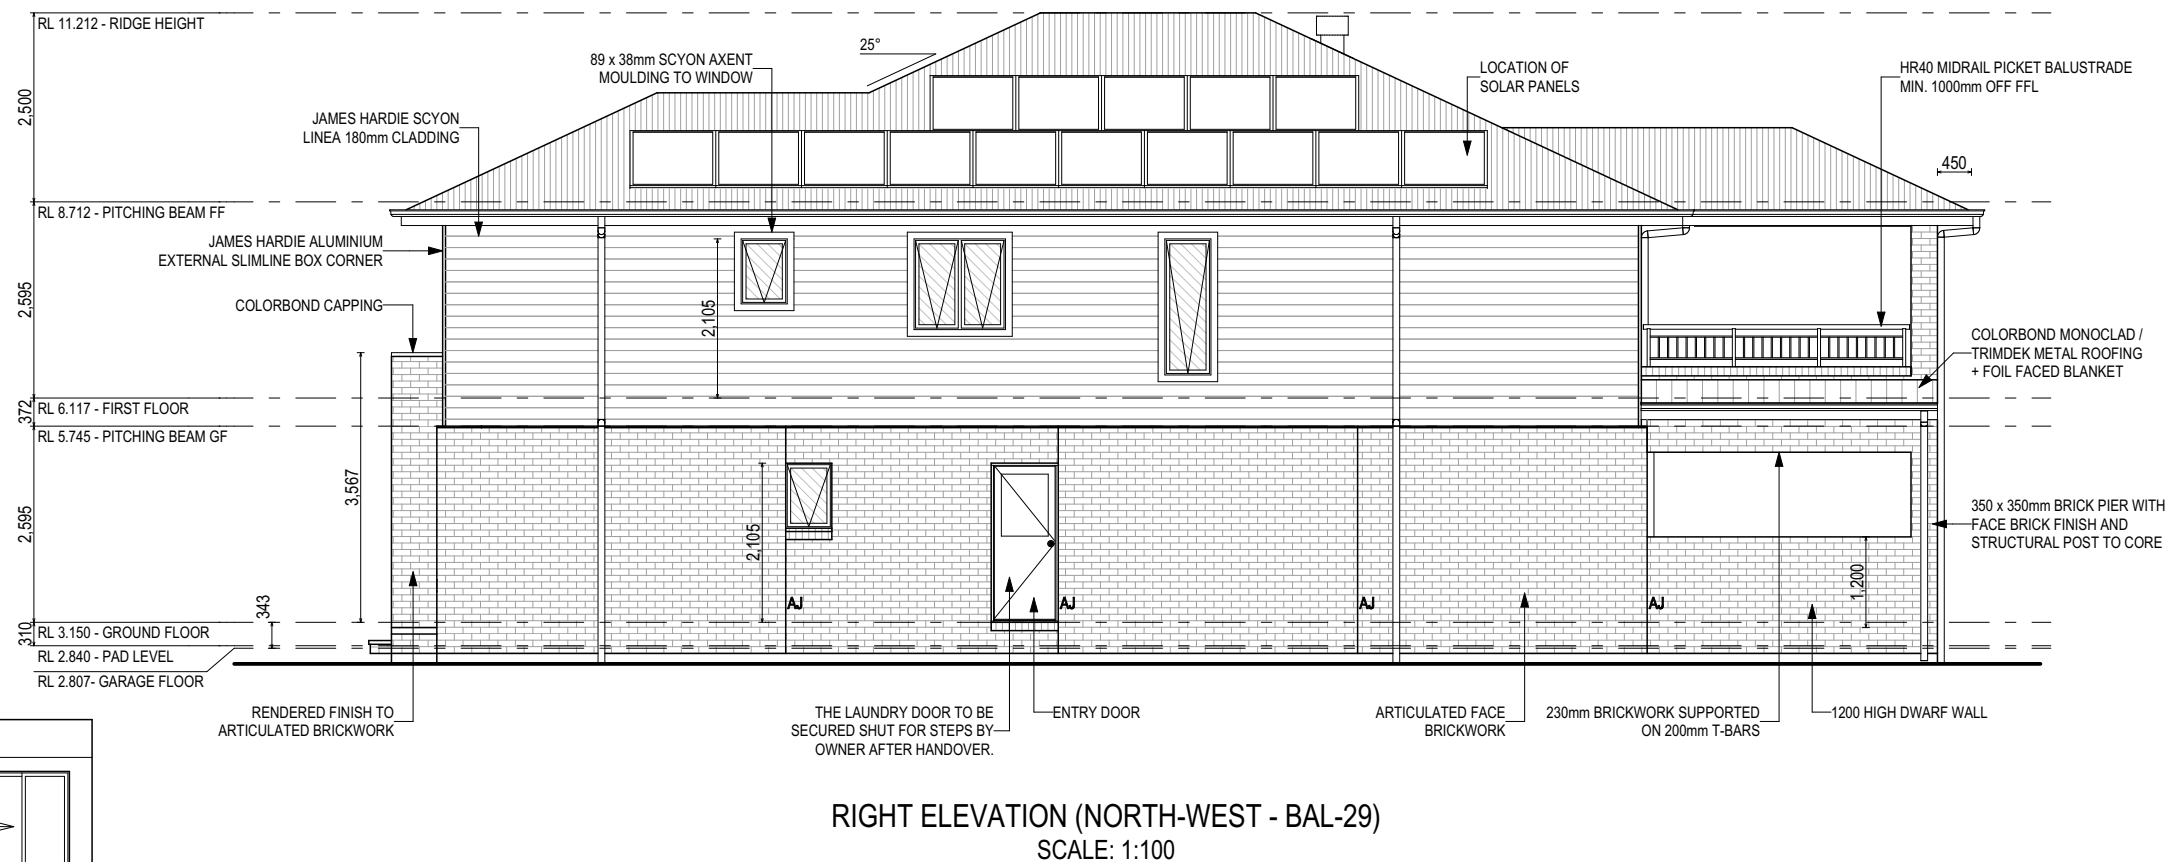 RL 11.212 - RIDGE HEIGHT
25°
89 x 38mm SCYON AXENT
MOULDING TO WINDOW
LOCATION OF
SOLAR PANELS
HR40 MIDRAIL PICKET BALUSTRADE
MIN. 1000mm OFF FFL
2,500
JAMES HARDIE SCYON
LINEA 180mm CLADDING
450
RL 8.712 - PITCHING BEAM FF
JAMES HARDIE ALUMINIUM
EXTERNAL SLIMLINE BOX CORNER
2,595
COLORBOND CAPPING
2,105
COLORBOND MONOCLAD /
TRIMDEK METAL ROOFING
+ FOIL FACED BLANKET
372
RL 6.117 - FIRST FLOOR
RL 5.745 - PITCHING BEAM GF
3,567
2,595
2,105
350 x 350mm BRICK PIER WITH
FACE BRICK FINISH AND
STRUCTURAL POST TO CORE
1,200
343
AJ
AJ
AJ
AJ
310
RL 3.150 - GROUND FLOOR
RL 2.840 - PAD LEVEL
RL 2.807- GARAGE FLOOR
RENDERED FINISH TO
ARTICULATED BRICKWORK
THE LAUNDRY DOOR TO BE
SECURED SHUT FOR STEPS BY
OWNER AFTER HANDOVER.
ENTRY DOOR
ARTICULATED FACE
BRICKWORK
230mm BRICKWORK SUPPORTED
ON 200mm T-BARS
1200 HIGH DWARF WALL
RIGHT ELEVATION (NORTH-WEST - BAL-29)
SCALE: 1:100